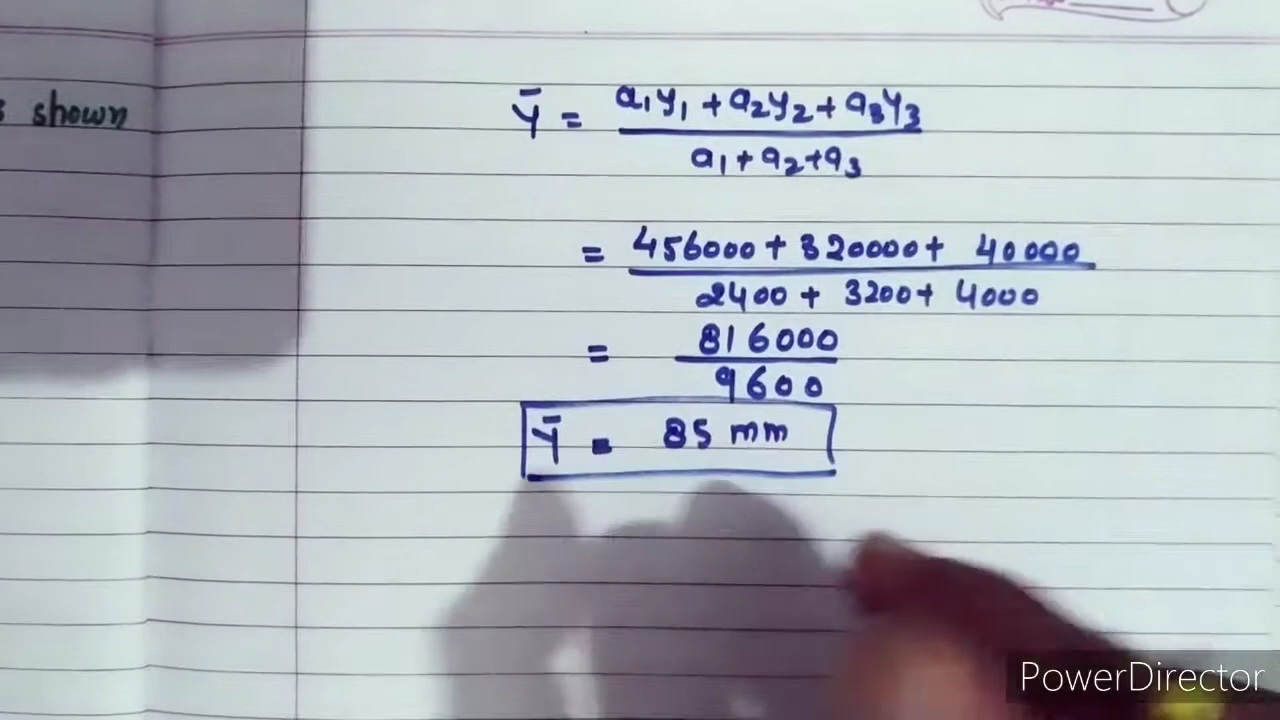 s shown
Ȳ = a₁y₁ + a₂y₂ + a₃y₃ / a₁ + a₂ + a₃
= 456000 + 320000 + 40000 / 2400 + 3200 + 4000
= 816000 / 9600
Ȳ = 85 mm
PowerDirector